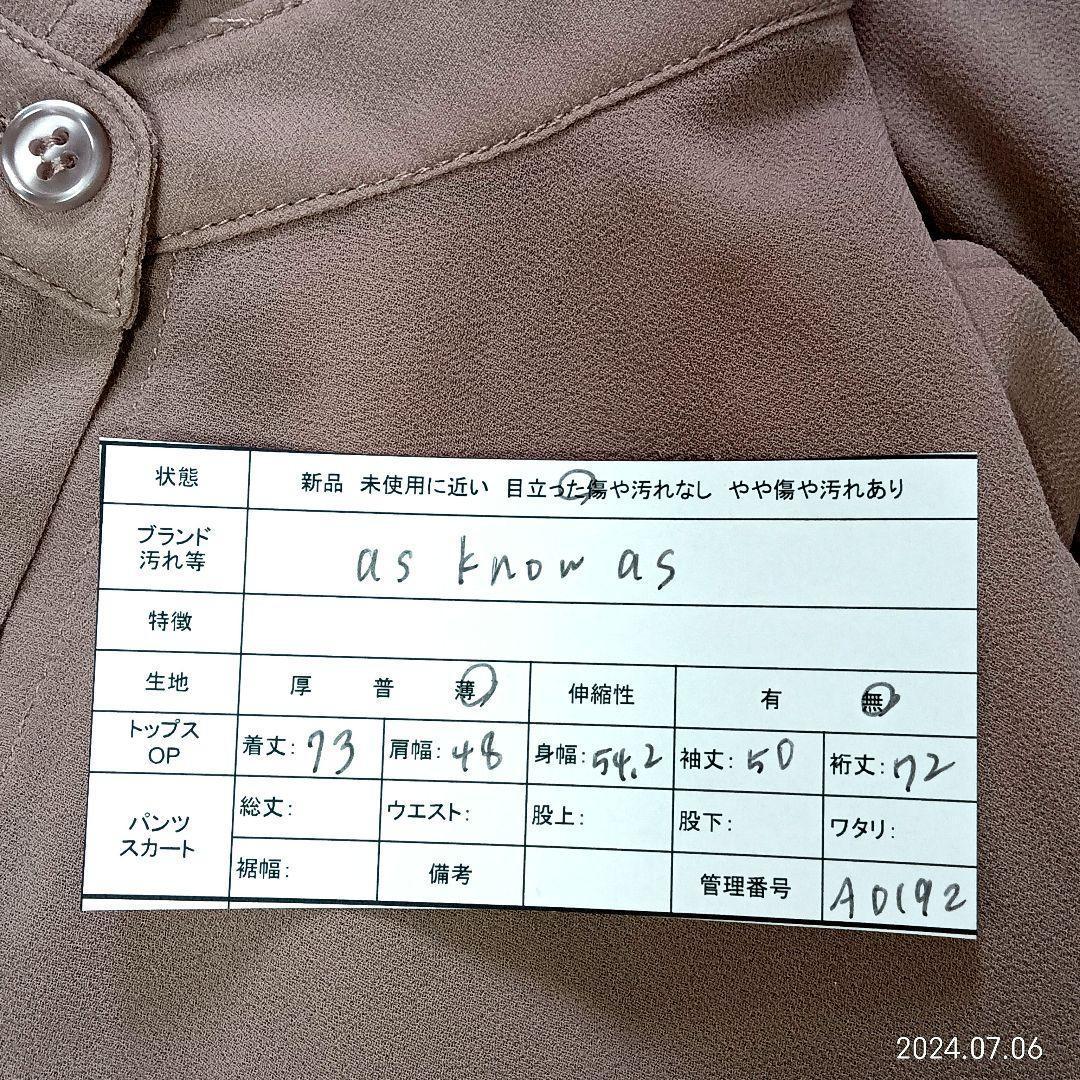 状態 新品 未使用に近い 目立った傷や汚れなし やや傷や汚れあり
ブランド
汚れ等
as know as
特徴
生地 厚 普 薄 伸縮性 有 無
トップス
OP
着丈: 73 肩幅: 48 身幅: 54.2 袖丈: 50 裄丈: 72
パンツ
スカート
総丈: ウエスト: 股上: 股下: ワタリ:
裾幅: 備考 管理番号 A0192
2024.07.06